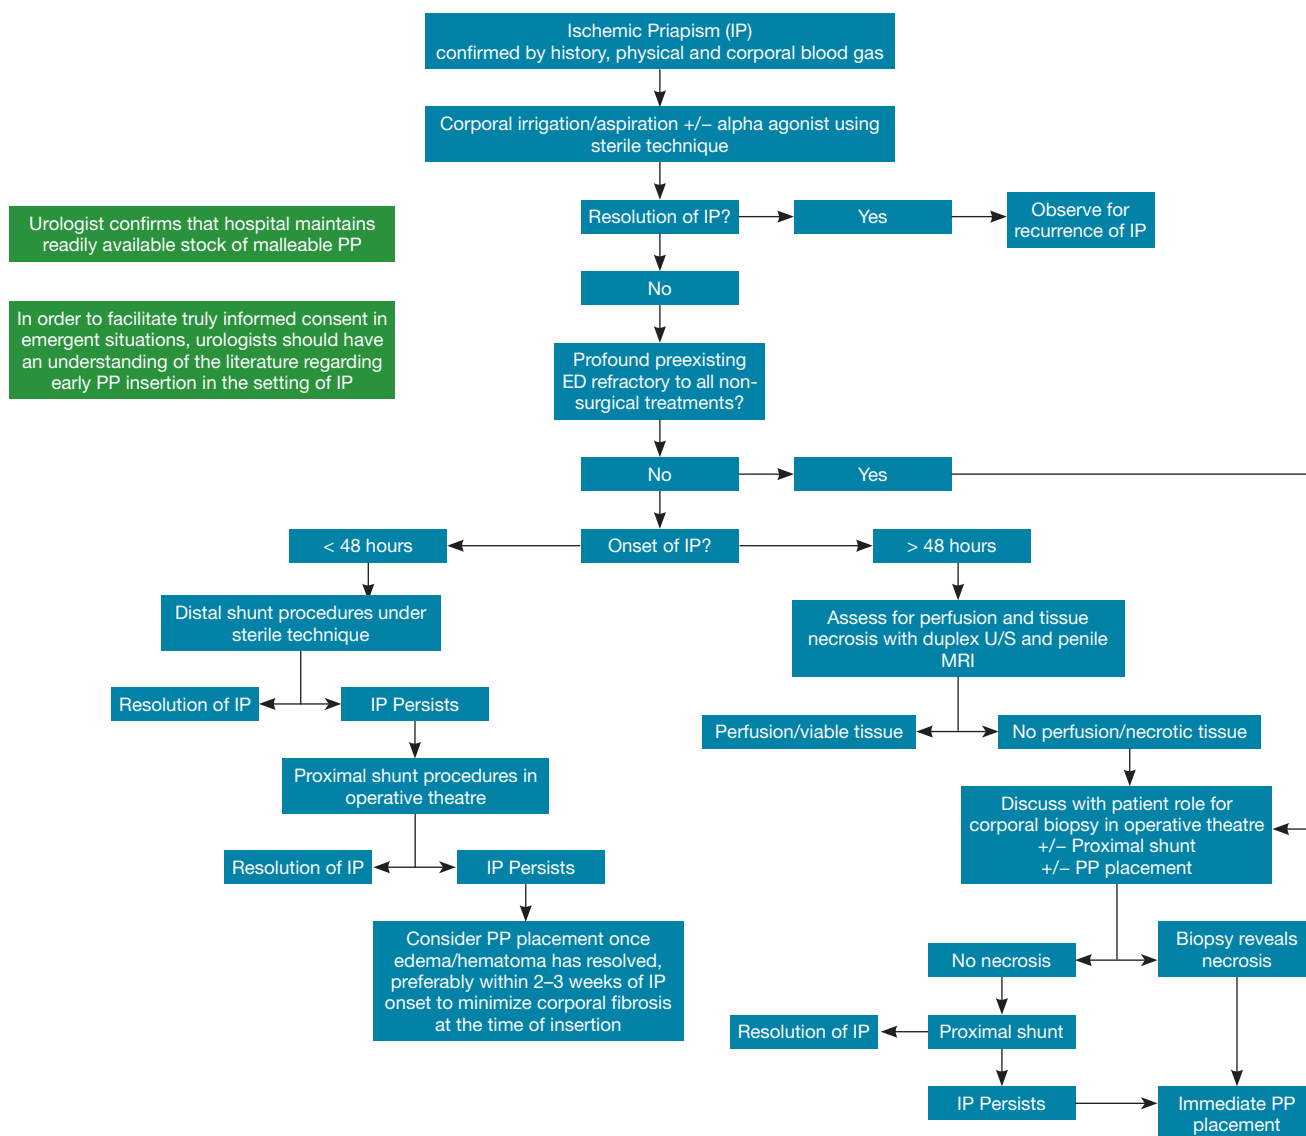 Ischemic Priapism (IP)
confirmed by history, physical and corporal blood gas
Corporal irrigation/aspiration +/− alpha agonist using
sterile technique
Urologist confirms that hospital maintains
readily available stock of malleable PP
Resolution of IP?
Yes
Observe for
recurrence of IP
No
In order to facilitate truly informed consent in
emergent situations, urologists should have
an understanding of the literature regarding
early PP insertion in the setting of IP
Profound preexisting
ED refractory to all non-
surgical treatments?
No
Yes
< 48 hours
Onset of IP?
> 48 hours
Distal shunt procedures under
sterile technique
Assess for perfusion and tissue
necrosis with duplex U/S and penile
MRI
Resolution of IP
IP Persists
Perfusion/viable tissue
No perfusion/necrotic tissue
Proximal shunt procedures in
operative theatre
Discuss with patient role for
corporal biopsy in operative theatre
+/− Proximal shunt
+/− PP placement
Resolution of IP
IP Persists
Consider PP placement once
edema/hematoma has resolved,
preferably within 2–3 weeks of IP
onset to minimize corporal fibrosis
at the time of insertion
No necrosis
Biopsy reveals
necrosis
Resolution of IP
Proximal shunt
IP Persists
Immediate PP
placement